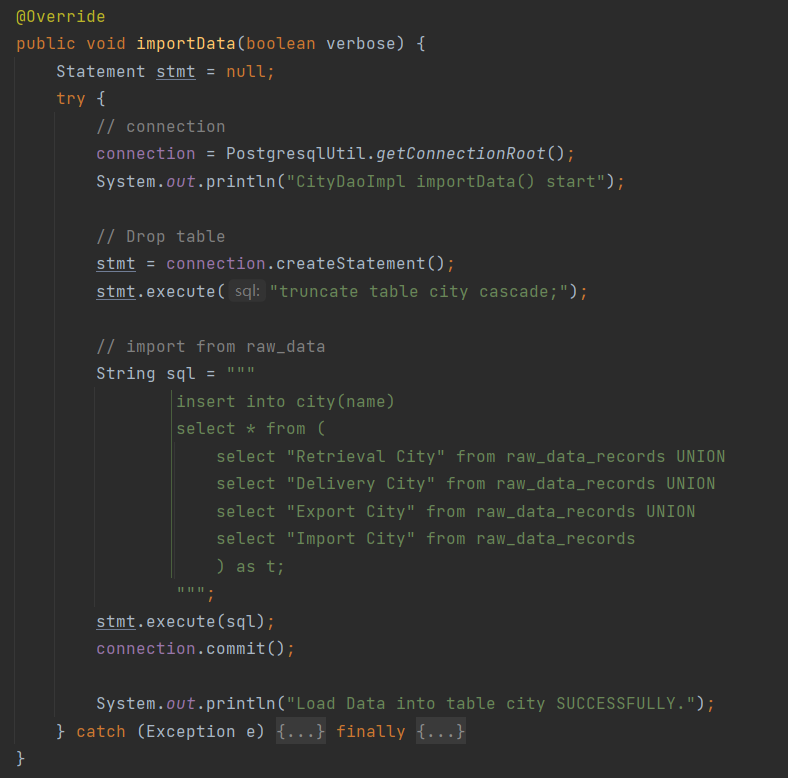 @Override
public void importData(boolean verbose) {
    Statement stmt = null;
    try {
        // connection
        connection = PostgresqlUtil.getConnectionRoot();
        System.out.println("CityDaoImpl importData() start");

        // Drop table
        stmt = connection.createStatement();
        stmt.execute( sql: "truncate table city cascade;");

        // import from raw_data
        String sql = """
                insert into city(name)
                select * from (
                    select "Retrieval City" from raw_data_records UNION
                    select "Delivery City" from raw_data_records UNION
                    select "Export City" from raw_data_records UNION
                    select "Import City" from raw_data_records
                    ) as t;
                """;
        stmt.execute(sql);
        connection.commit();

        System.out.println("Load Data into table city SUCCESSFULLY.");
    } catch (Exception e) {...} finally {...}
}